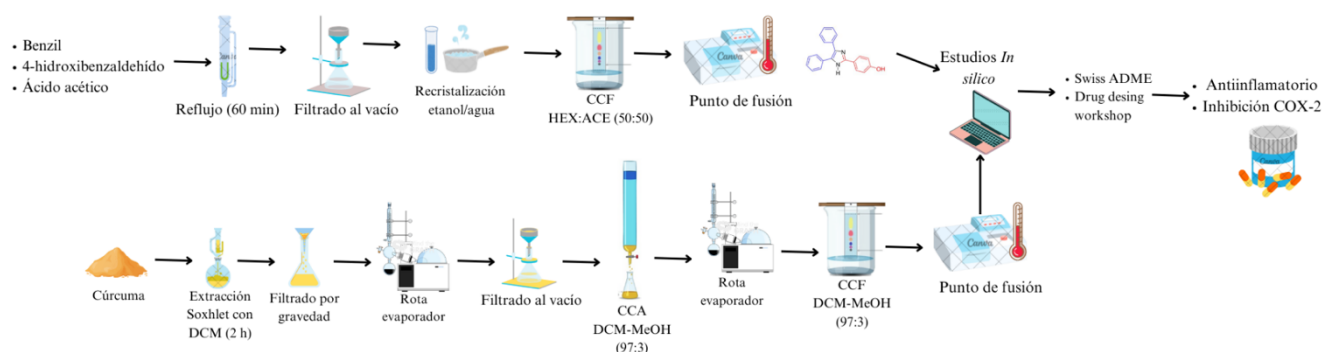 • Benzil
• 4-hidroxibenzaldehído
• Ácido acético
Reflujo (60 min)
Filtrado al vacío
Recristalización
etanol/agua
CCF
HEX:ACE (50:50)
Punto de fusión
N
N
H
OH
Estudios In
silico
• Swiss ADME
• Drug desing
workshop
• Antiinflamatorio
• Inhibición COX-2
Canva
Cúrcuma
Extracción
Soxhlet con
DCM (2 h)
Filtrado por
gravedad
Rota
evaporador
Filtrado al vacío
CCA
DCM-MeOH
(97:3)
Rota
evaporador
CCF
DCM-MeOH
(97:3)
Canva
Punto de fusión